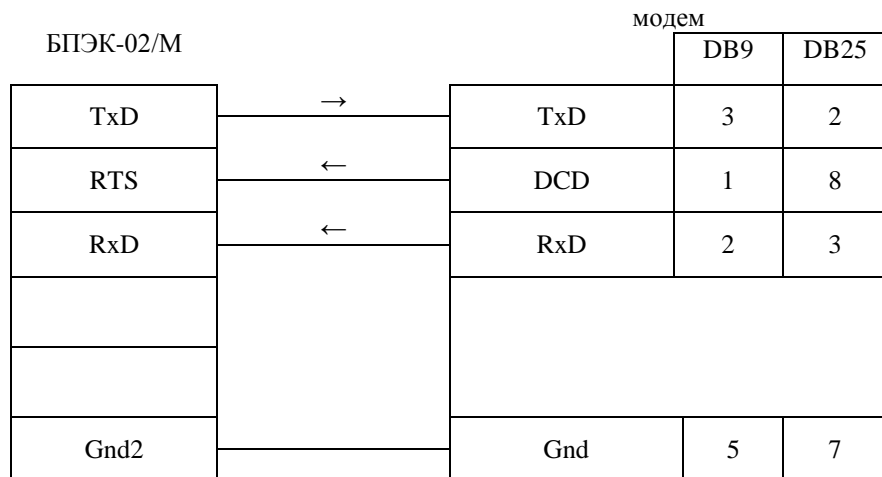 модем
БПЭК-02/М
DB9 DB25
→
TxD TxD 3 2
←
RTS DCD 1 8
←
RxD RxD 2 3
Gnd2 Gnd 5 7